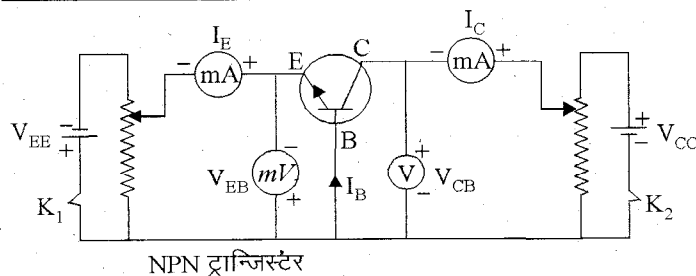 I_E
I_C
− mA +
E
C
− mA +
V_EE
− +
B
− mV +
V_EB
I_B
+ V −
V_CB
+ −
V_CC
K_1
K_2
NPN ट्रान्जिस्टर